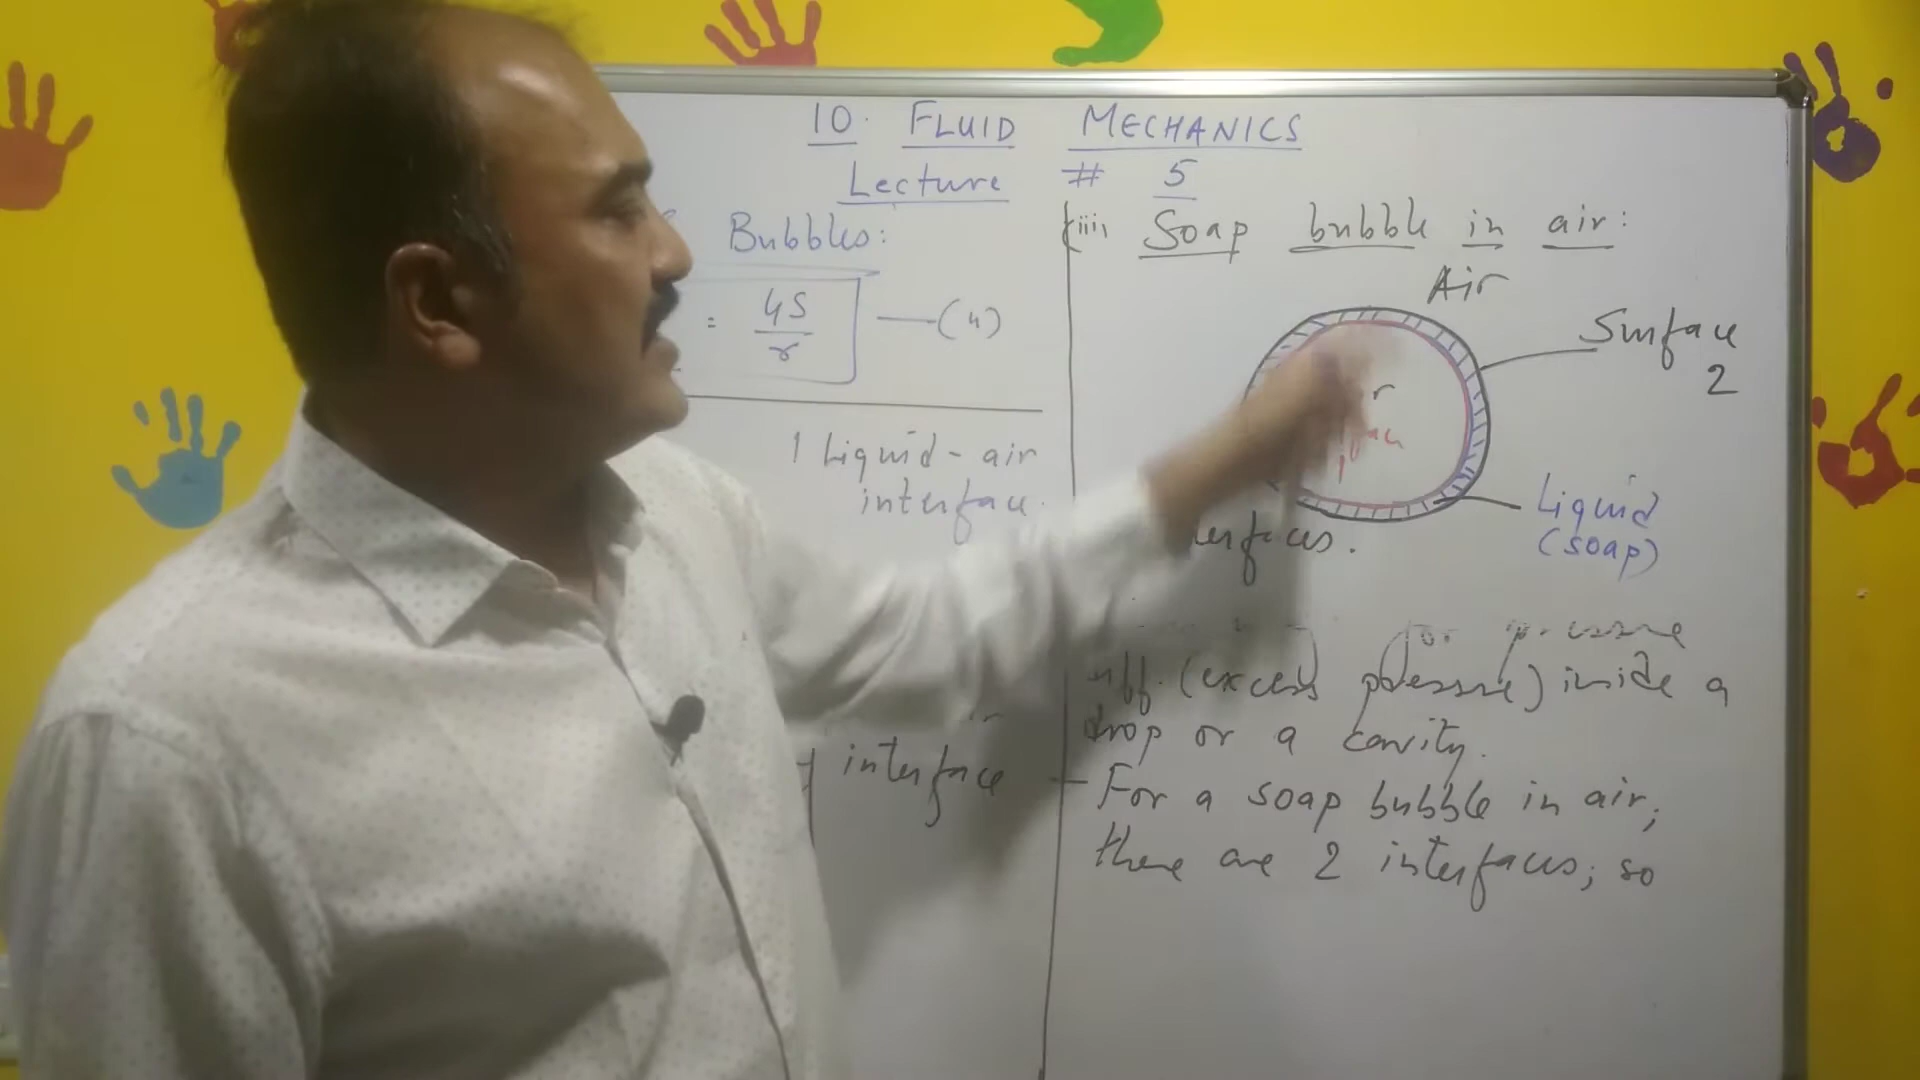 10. FLUID MECHANICS
Lecture # 5
Bubbles:
= 4S/r —(4)
1 Liquid-air
interface.
interface
(iii) Soap bubble in air:
Air
Surface
2
Liquid
(soap)
for
(excess pressure) inside a
drop or a cavity.
- For a soap bubble in air;
there are 2 interfaces; so